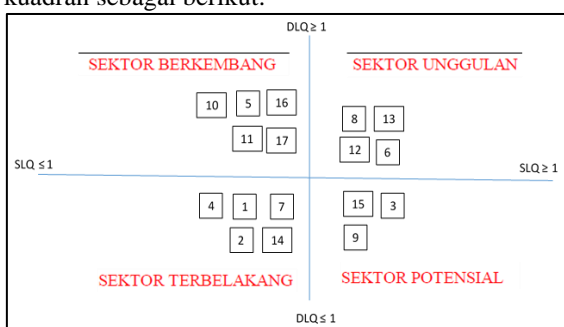 kuadran sebagai berikut:
DLQ ≥ 1
SEKTOR BERKEMBANG SEKTOR UNGGULAN
10 5 16 8 13
11 17 12 6
SLQ ≤ 1 SLQ ≥ 1
4 1 7 15 3
2 14 9
SEKTOR TERBELAKANG SEKTOR POTENSIAL
DLQ ≤ 1